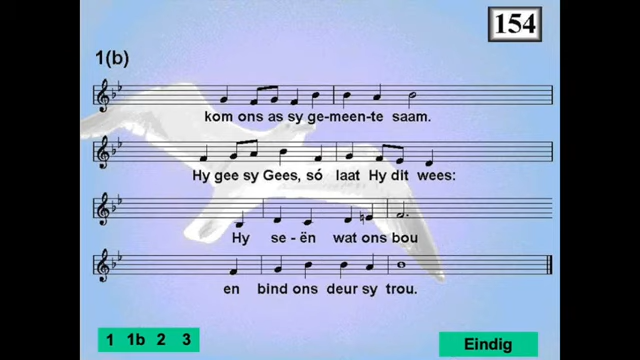 154
1(b)
kom ons as sy ge-meen-te saam.
Hy gee sy Gees, só laat Hy dit wees:
Hy se-ën wat ons bou
en bind ons deur sy trou.
1 1b 2 3 Eindig